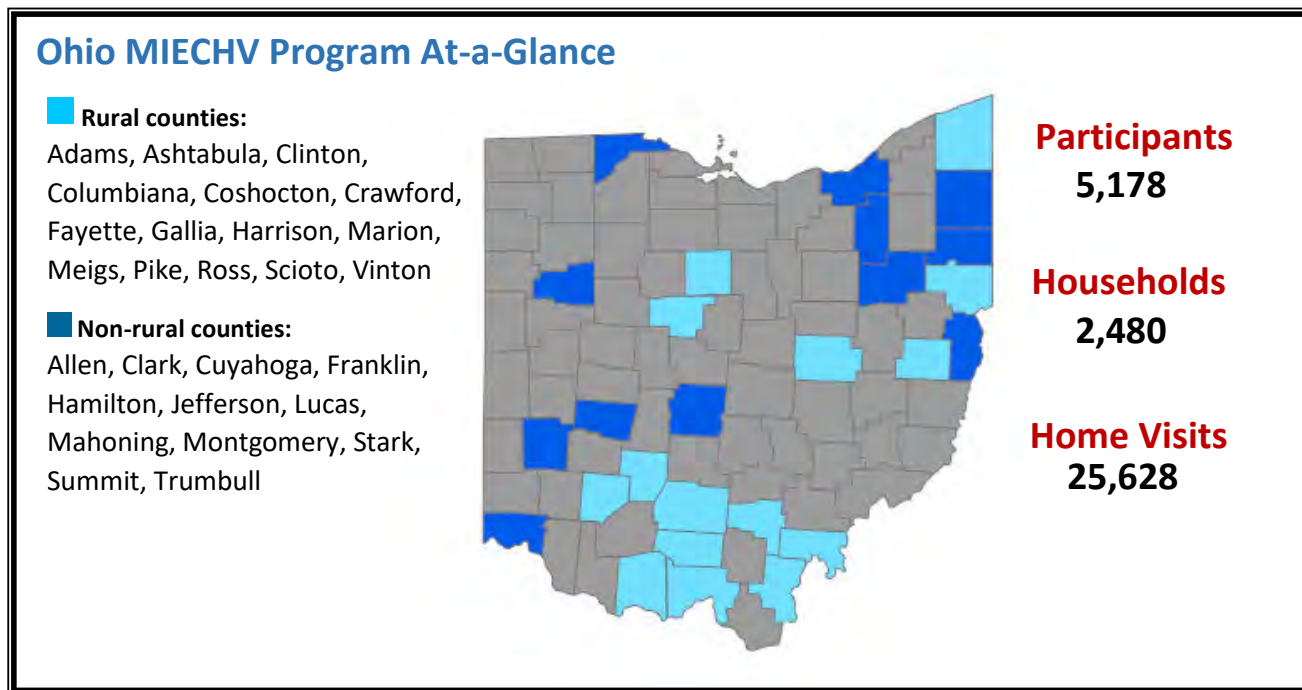 Ohio MIECHV Program At-a-Glance
Rural counties:
Adams, Ashtabula, Clinton,
Columbiana, Coshocton, Crawford,
Fayette, Gallia, Harrison, Marion,
Meigs, Pike, Ross, Scioto, Vinton
Non-rural counties:
Allen, Clark, Cuyahoga, Franklin,
Hamilton, Jefferson, Lucas,
Mahoning, Montgomery, Stark,
Summit, Trumbull
Participants
5,178
Households
2,480
Home Visits
25,628